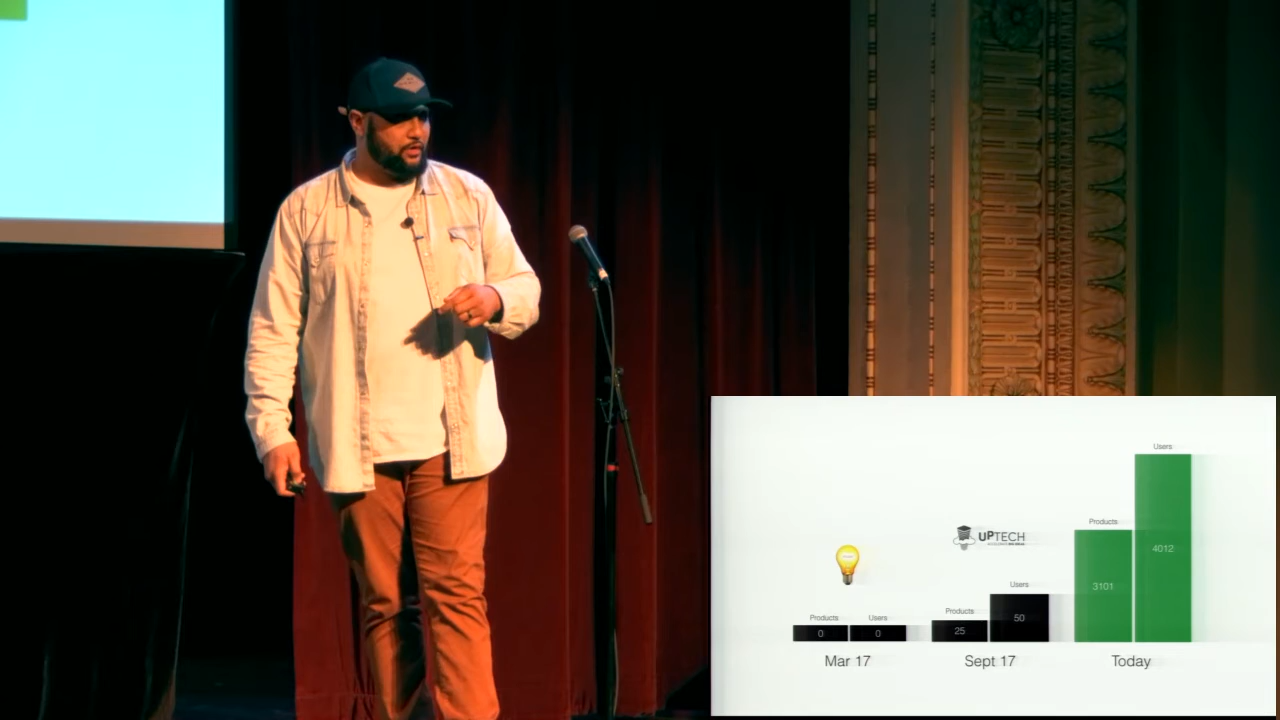 Users
Products
4012
3101
UPTECH
Users
Products
50
25
Products
Users
0
0
Mar 17
Sept 17
Today